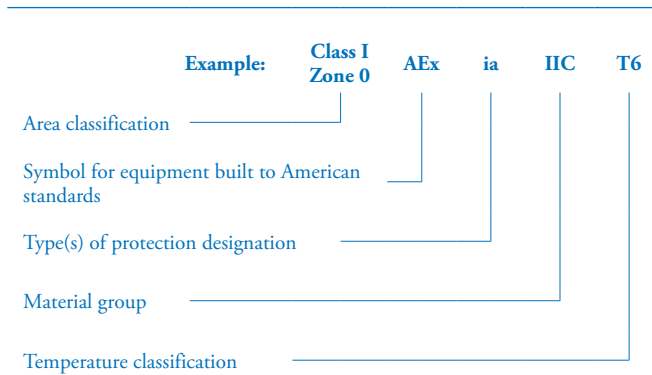 Example: Class I Zone 0 AEx ia IIC T6
Area classification
Symbol for equipment built to American
standards
Type(s) of protection designation
Material group
Temperature classification